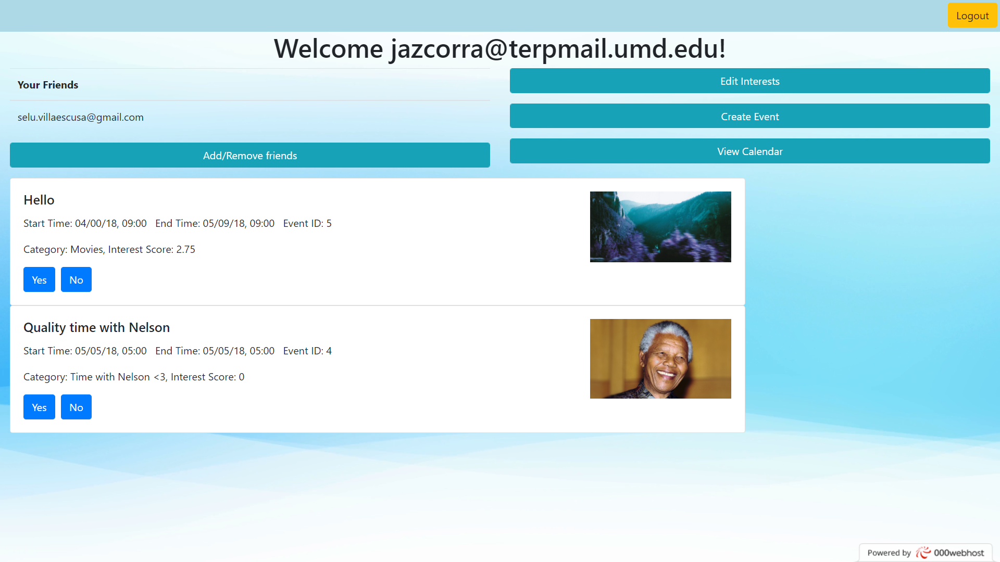 Logout
Welcome jazcorra@terpmail.umd.edu!
Your Friends
selu.villaescusa@gmail.com
Add/Remove friends
Edit Interests
Create Event
View Calendar
Hello
Start Time: 04/00/18, 09:00 End Time: 05/09/18, 09:00 Event ID: 5
Category: Movies, Interest Score: 2.75
Yes No
Quality time with Nelson
Start Time: 05/05/18, 05:00 End Time: 05/05/18, 05:00 Event ID: 4
Category: Time with Nelson <3, Interest Score: 0
Yes No
Powered by 000webhost